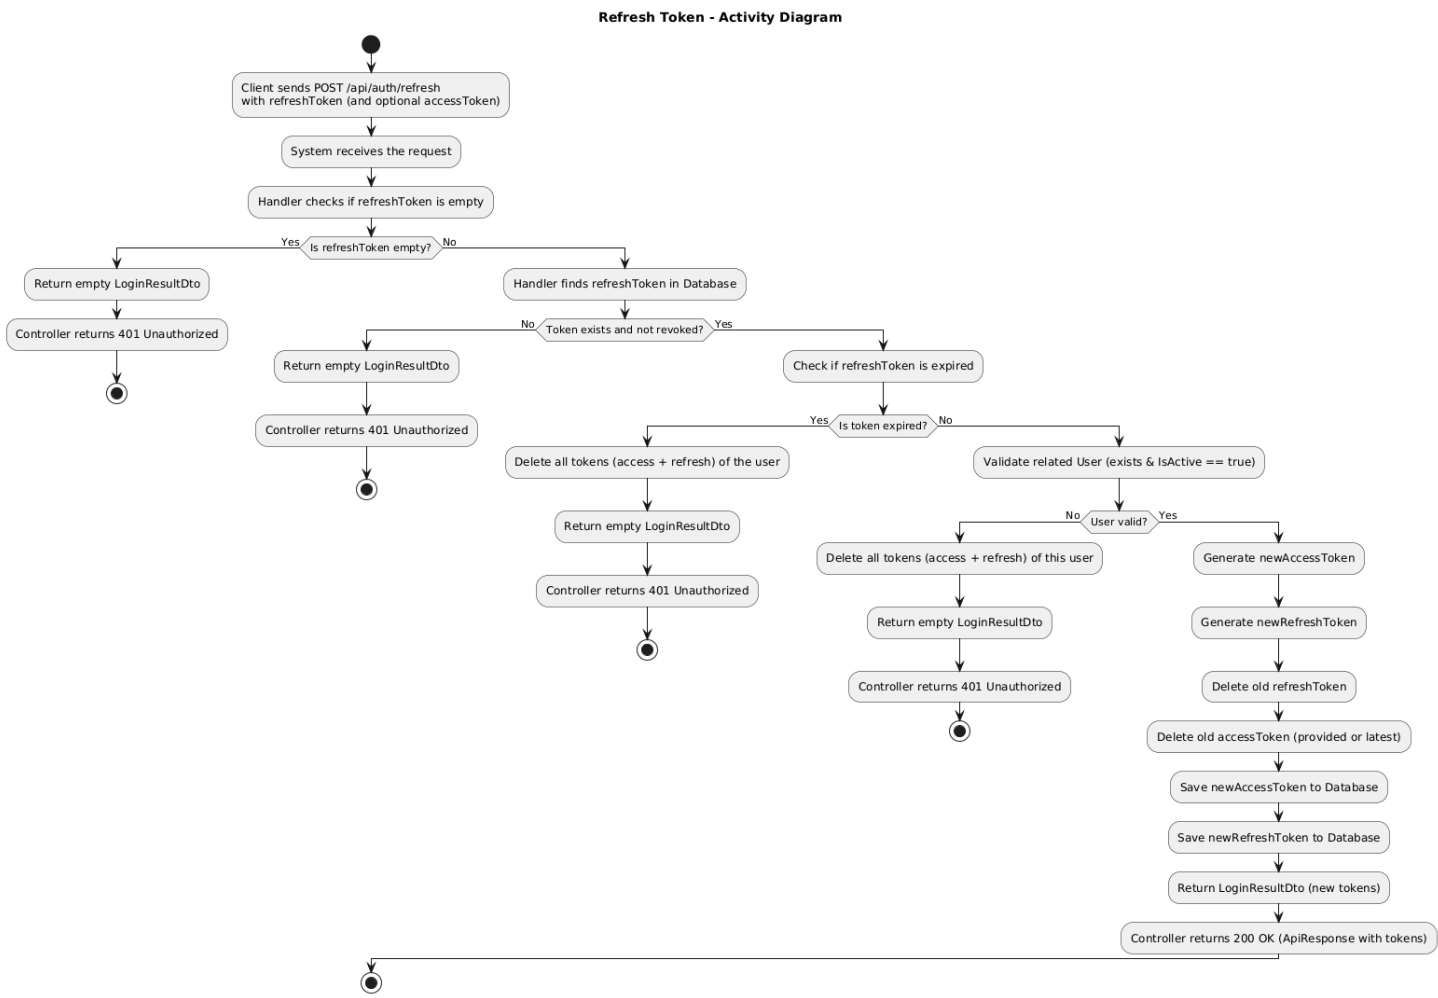 Refresh Token - Activity Diagram
Client sends POST /api/auth/refresh
with refreshToken (and optional accessToken)
System receives the request
Handler checks if refreshToken is empty
Yes
Is refreshToken empty?
No
Return empty LoginResultDto
Controller returns 401 Unauthorized
Handler finds refreshToken in Database
No
Token exists and not revoked?
Yes
Return empty LoginResultDto
Controller returns 401 Unauthorized
Check if refreshToken is expired
Yes
Is token expired?
No
Delete all tokens (access + refresh) of the user
Return empty LoginResultDto
Controller returns 401 Unauthorized
Validate related User (exists & IsActive == true)
No
User valid?
Yes
Delete all tokens (access + refresh) of this user
Return empty LoginResultDto
Controller returns 401 Unauthorized
Generate newAccessToken
Generate newRefreshToken
Delete old refreshToken
Delete old accessToken (provided or latest)
Save newAccessToken to Database
Save newRefreshToken to Database
Return LoginResultDto (new tokens)
Controller returns 200 OK (ApiResponse with tokens)